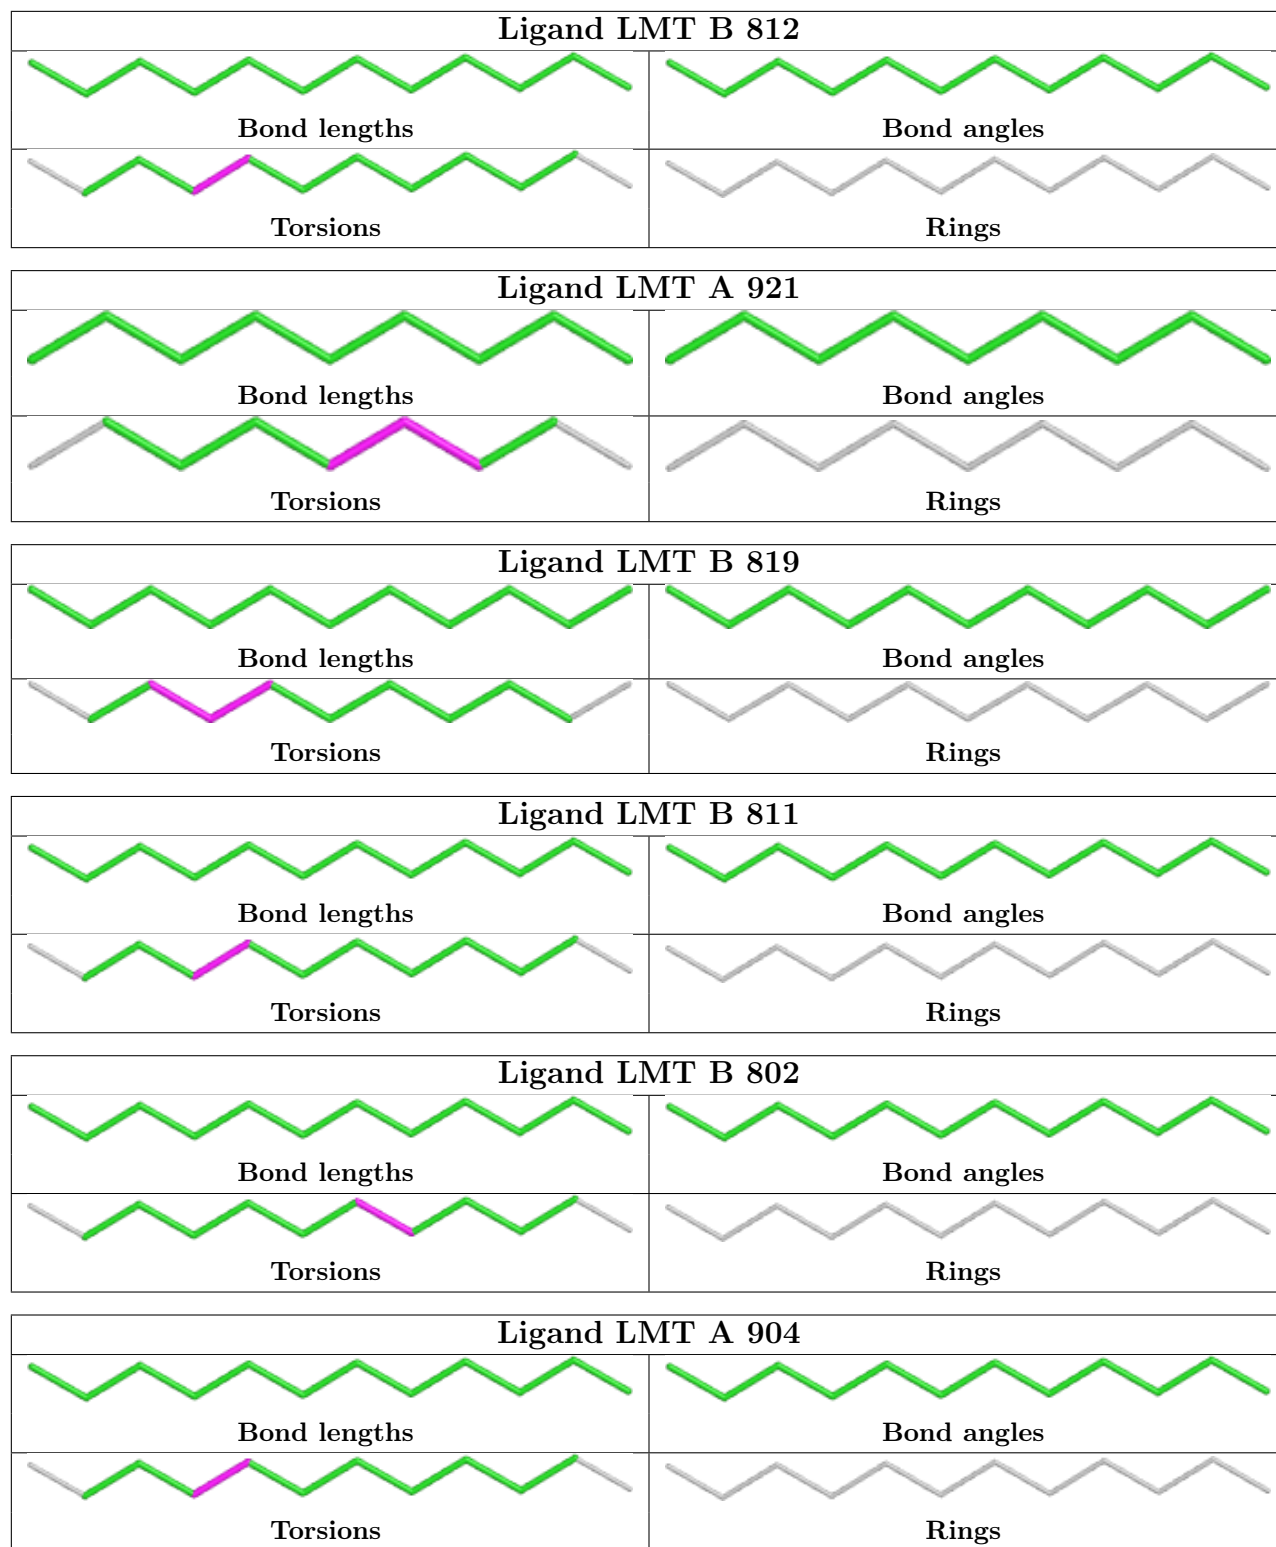 Ligand LMT B 812
Bond lengths
Bond angles
Torsions
Rings
Ligand LMT A 921
Bond lengths
Bond angles
Torsions
Rings
Ligand LMT B 819
Bond lengths
Bond angles
Torsions
Rings
Ligand LMT B 811
Bond lengths
Bond angles
Torsions
Rings
Ligand LMT B 802
Bond lengths
Bond angles
Torsions
Rings
Ligand LMT A 904
Bond lengths
Bond angles
Torsions
Rings